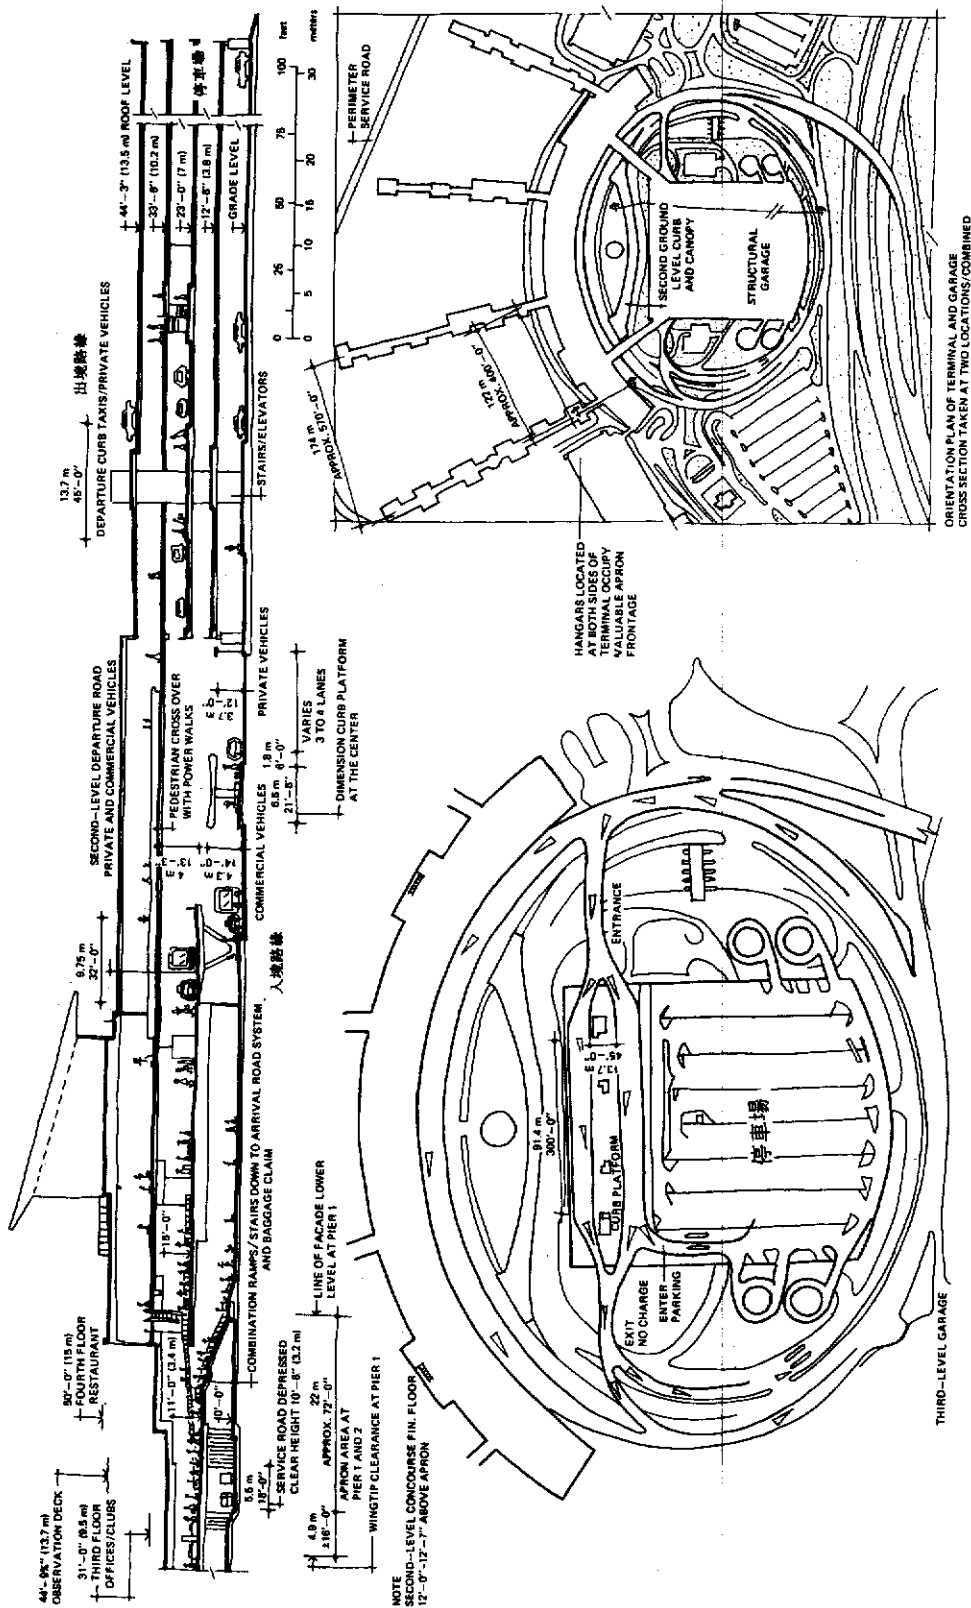 44'-9⅝" (13.7 m)
OBSERVATION DECK
31'-0" (9.5 m)
THIRD FLOOR
OFFICES/CLUBS
50'-0" (15 m)
FOURTH FLOOR
RESTAURANT
11'-0" (3.4 m)
10'-0"
15'-0"
9.75 m
32'-0"
SECOND-LEVEL DEPARTURE ROAD
PRIVATE AND COMMERCIAL VEHICLES
PEDESTRIAN CROSS OVER
WITH POWER WALKS
13.7 m
45'-0"
出境路線
DEPARTURE CURB TAXIS/PRIVATE VEHICLES
停車場
44'-3" (13.5 m) ROOF LEVEL
33'-6" (10.2 m)
23'-0" (7 m)
12'-6" (3.8 m)
GRADE LEVEL
5.5 m
18'-0"
SERVICE ROAD DEPRESSED
CLEAR HEIGHT 10'-6" (3.2 m)
COMBINATION RAMPS/STAIRS DOWN TO ARRIVAL ROAD SYSTEM
AND BAGGAGE CLAIM
入境路線
4.3 m
13'-3"
4.3 m
14'-0"
3.7 m
12'-0"
COMMERCIAL VEHICLES
PRIVATE VEHICLES
6.6 m
21'-8"
1.8 m
6'-0"
VARIES
3 TO 4 LANES
DIMENSION CURB PLATFORM
AT THE CENTER
STAIRS/ELEVATORS
0 25 50 75 100 feet
0 5 10 15 20 30 meters
4.9 m
±16'-0"
22 m
APPROX. 72'-0"
APRON AREA AT
PIER 1 AND 2
LINE OF FACADE LOWER
LEVEL AT PIER 1
WINGTIP CLEARANCE AT PIER 1
NOTE
SECOND-LEVEL CONCOURSE FIN. FLOOR
12'-0"-12'-7" ABOVE APRON
91.4 m
300'-0"
13.7 m
45'-0"
CURB PLATFORM
ENTRANCE
EXIT
NO CHARGE
ENTER
PARKING
停車場
THIRD-LEVEL GARAGE
174 m
APPROX. 570'-0"
122 m
APPROX. 400'-0"
PERIMETER
SERVICE ROAD
HANGARS LOCATED
AT BOTH SIDES OF
TERMINAL OCCUPY
VALUABLE APRON
FRONTAGE
SECOND GROUND
LEVEL CURB
AND CANOPY
STRUCTURAL
GARAGE
ORIENTATION PLAN OF TERMINAL AND GARAGE
CROSS SECTION TAKEN AT TWO LOCATIONS/COMBINED